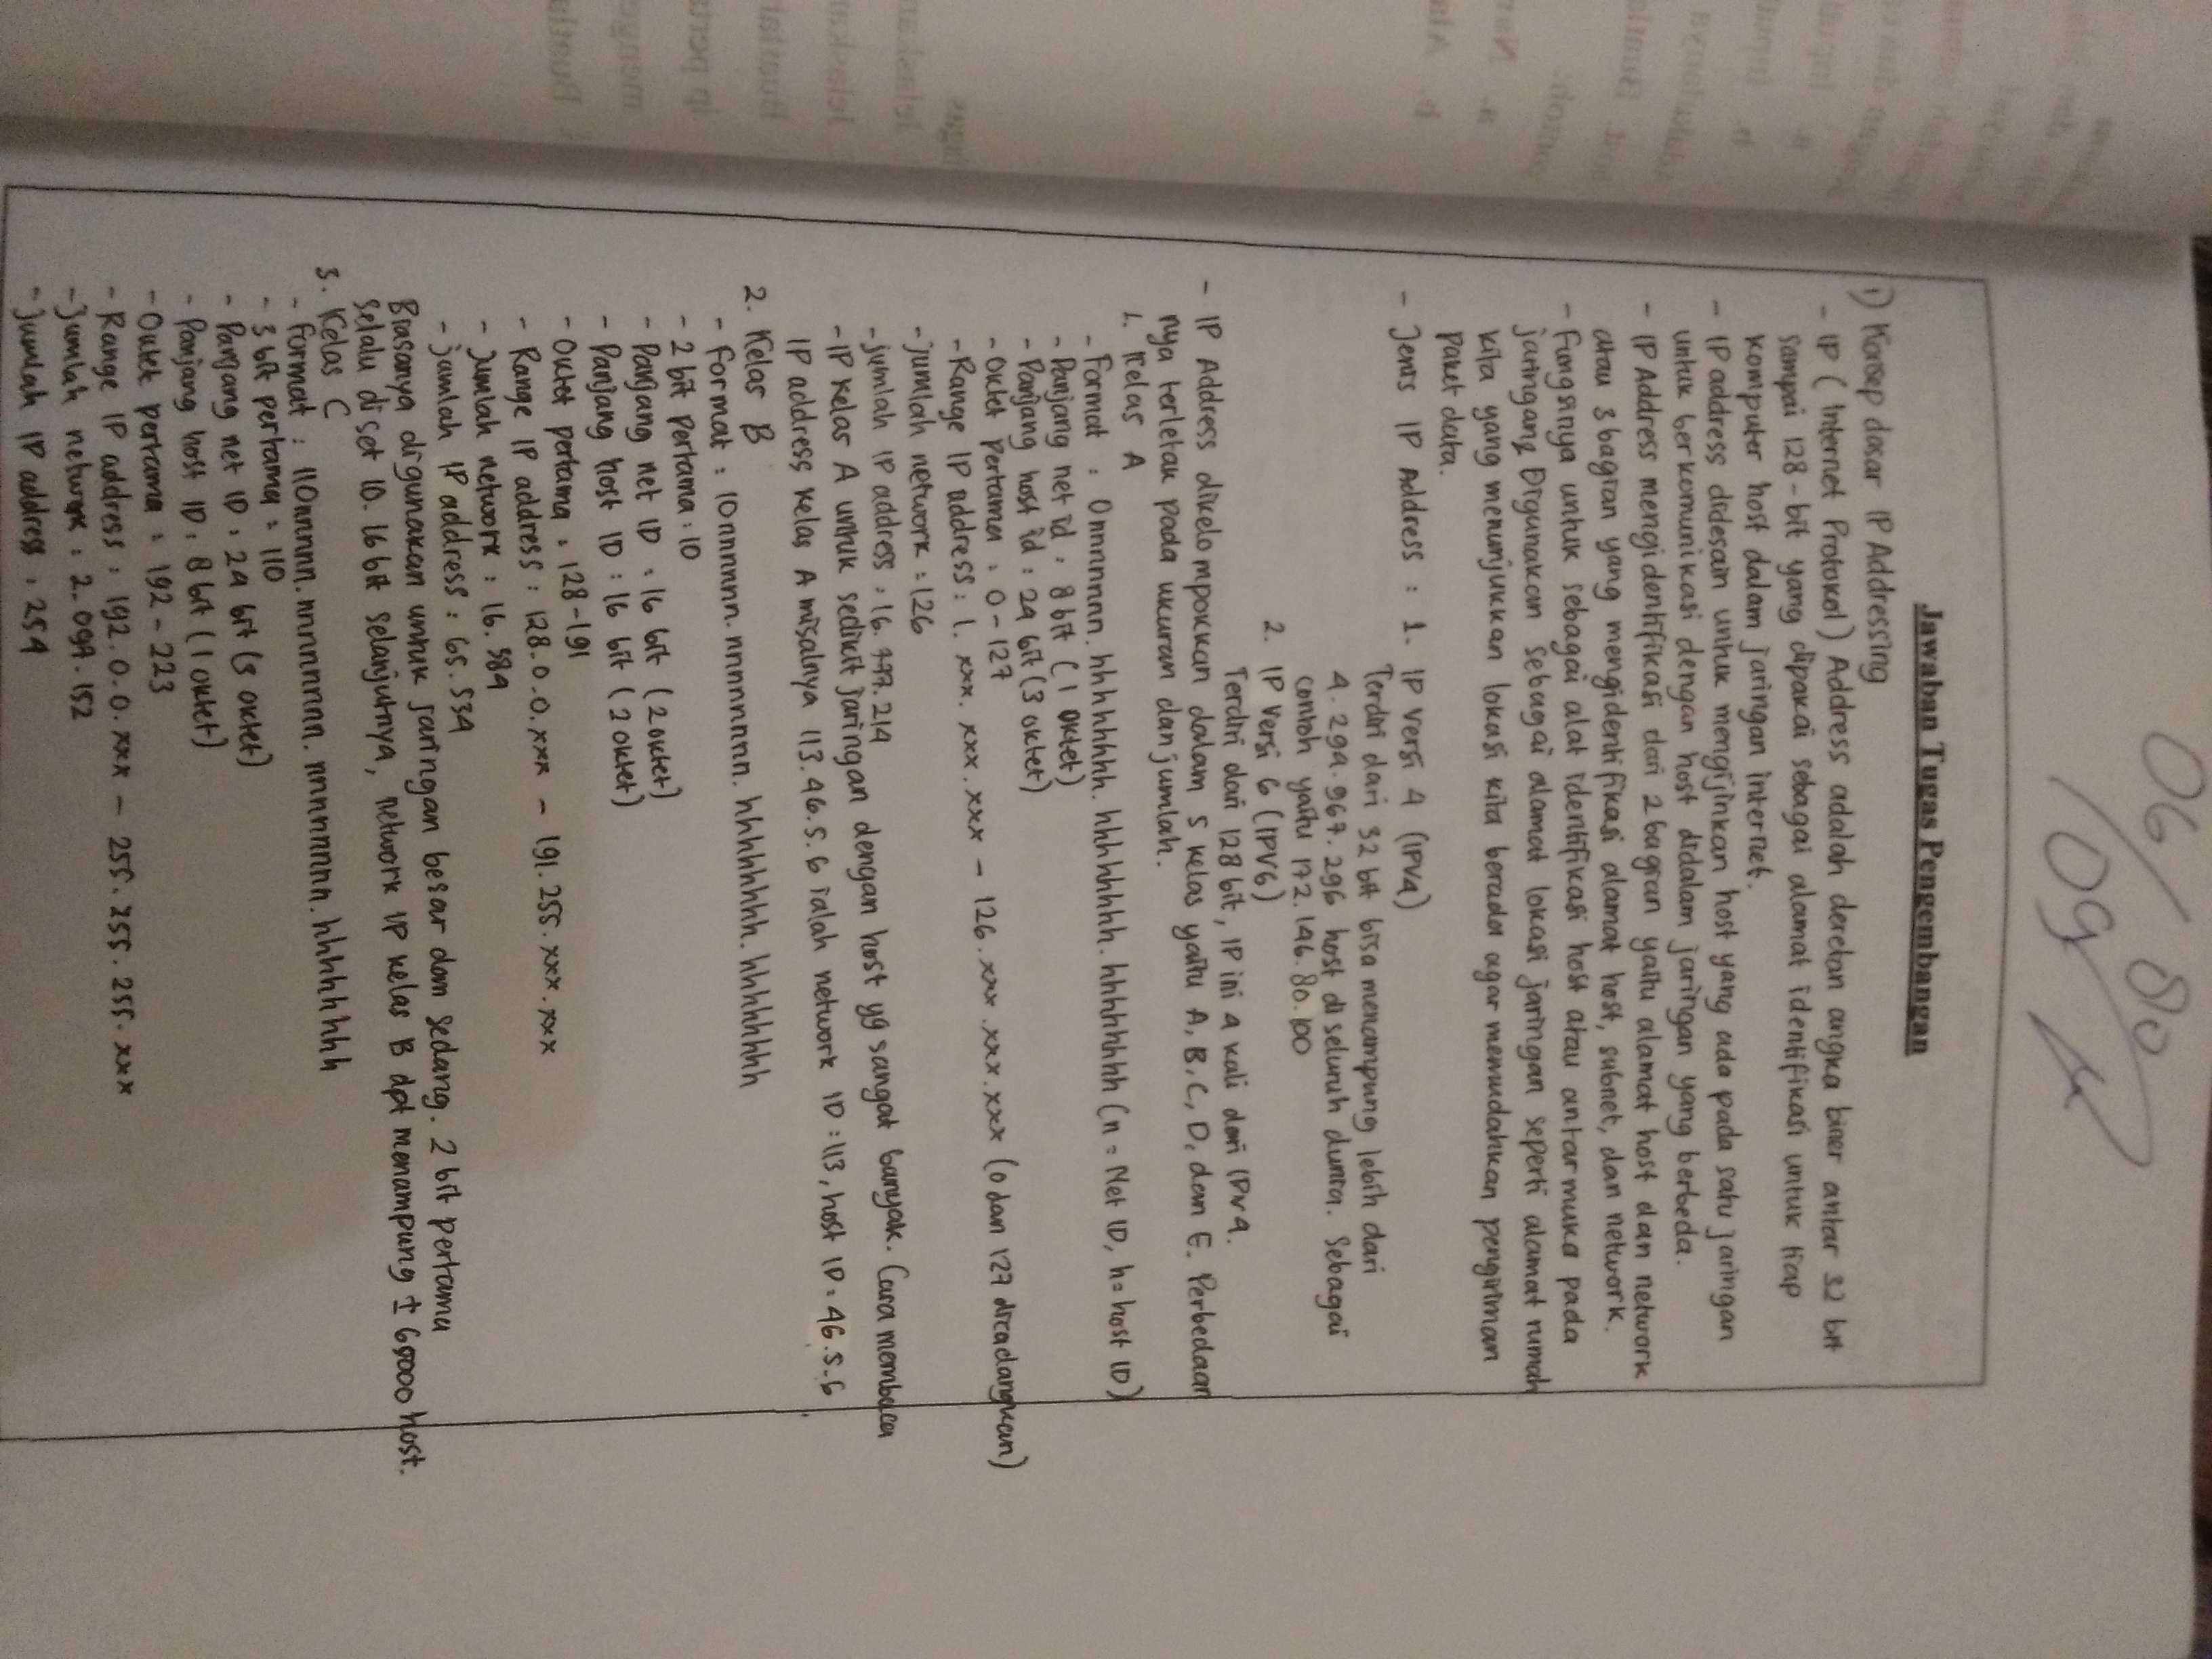 06/09 80
Jawaban Tugas Pengembangan
1) Konsep dasar IP Addressing
- IP ( Internet Protokol ) Address adalah deretan angka biner antar 32 bit
sampai 128-bit yang dipakai sebagai alamat identifikasi untuk tiap
komputer host dalam jaringan internet.
- IP address didesain untuk mengijinkan host yang ada pada satu jaringan
untuk berkomunikasi dengan host didalam jaringan yang berbeda.
- IP Address mengidentifikasi dari 2 bagian yaitu alamat host dan network
atau 3 bagian yang mengidentifikasi alamat host, subnet, dan network.
- Fungsinya untuk sebagai alat identifikasi host atau antarmuka pada
jaringan, Digunakan sebagai alamat lokasi jaringan seperti alamat rumah
kita yang menunjukkan lokasi kita berada agar memudahkan pengiriman
paket data.
- Jenis IP Address : 1. IP Versi 4 (IPV4)
Terdiri dari 32 bit bisa menampung lebih dari
4.294.967.296 host di seluruh dunia. Sebagai
contoh yaitu 172.146.80.100
2. IP Versi 6 (IPV6)
Terdiri dari 128 bit, IP ini 4 kali dari IPV4.
- IP Address dikelompokkan dalam 5 kelas yaitu A, B, C, D, dan E. Perbedaan
nya terletak pada ukuran dan jumlah.
1. Kelas A
- Format : 0nnnnnnn. hhhhhhhh. hhhhhhhh. hhhhhhhh (n = Net ID, h = host ID)
- Panjang net id : 8 bit ( 1 oktet)
- Panjang host id : 24 bit (3 oktet)
- Oktet pertama : 0 - 127
- Range IP address : 1. xxx. xxx. xxx - 126. xxx. xxx. xxx (0 dan 127 dicadangkan)
- jumlah network : 126
- jumlah IP address : 16.777.214
- IP kelas A untuk sedikit jaringan dengan host yg sangat banyak. Cara membaca
IP address kelas A misalnya 113.46.5.6 ialah network ID : 113, host ID : 46.5.6
2. Kelas B
- Format : 10nnnnnn. nnnnnnnn. hhhhhhhh. hhhhhhhh
- 2 bit pertama : 10
- Panjang net ID : 16 bit (2 oktet)
- Panjang host ID : 16 bit (2 oktet)
- Oktet pertama : 128-191
- Range IP address : 128.0.0.xxx - 191.255.xxx.xxx
- Jumlah network : 16.384
- jamlah IP address : 65.534
Biasanya digunakan untuk jaringan besar dan sedang. 2 bit pertama
selalu di set 10. 16 bit selanjutnya, network IP kelas B dpt menampung ± 65000 host.
3. Kelas C
- format : 110nnnnn. nnnnnnnn. nnnnnnnn. hhhhhhhh
- 3 bit pertama : 110
- Panjang net ID : 24 bit (3 oktet)
- Panjang host ID : 8 bit (1 oktet)
- Oktet pertama : 192 - 223
- Range IP address : 192.0.0.xxx - 255.255.255.xxx
- Jumlah network : 2.097.152
- Jumlah IP address : 254